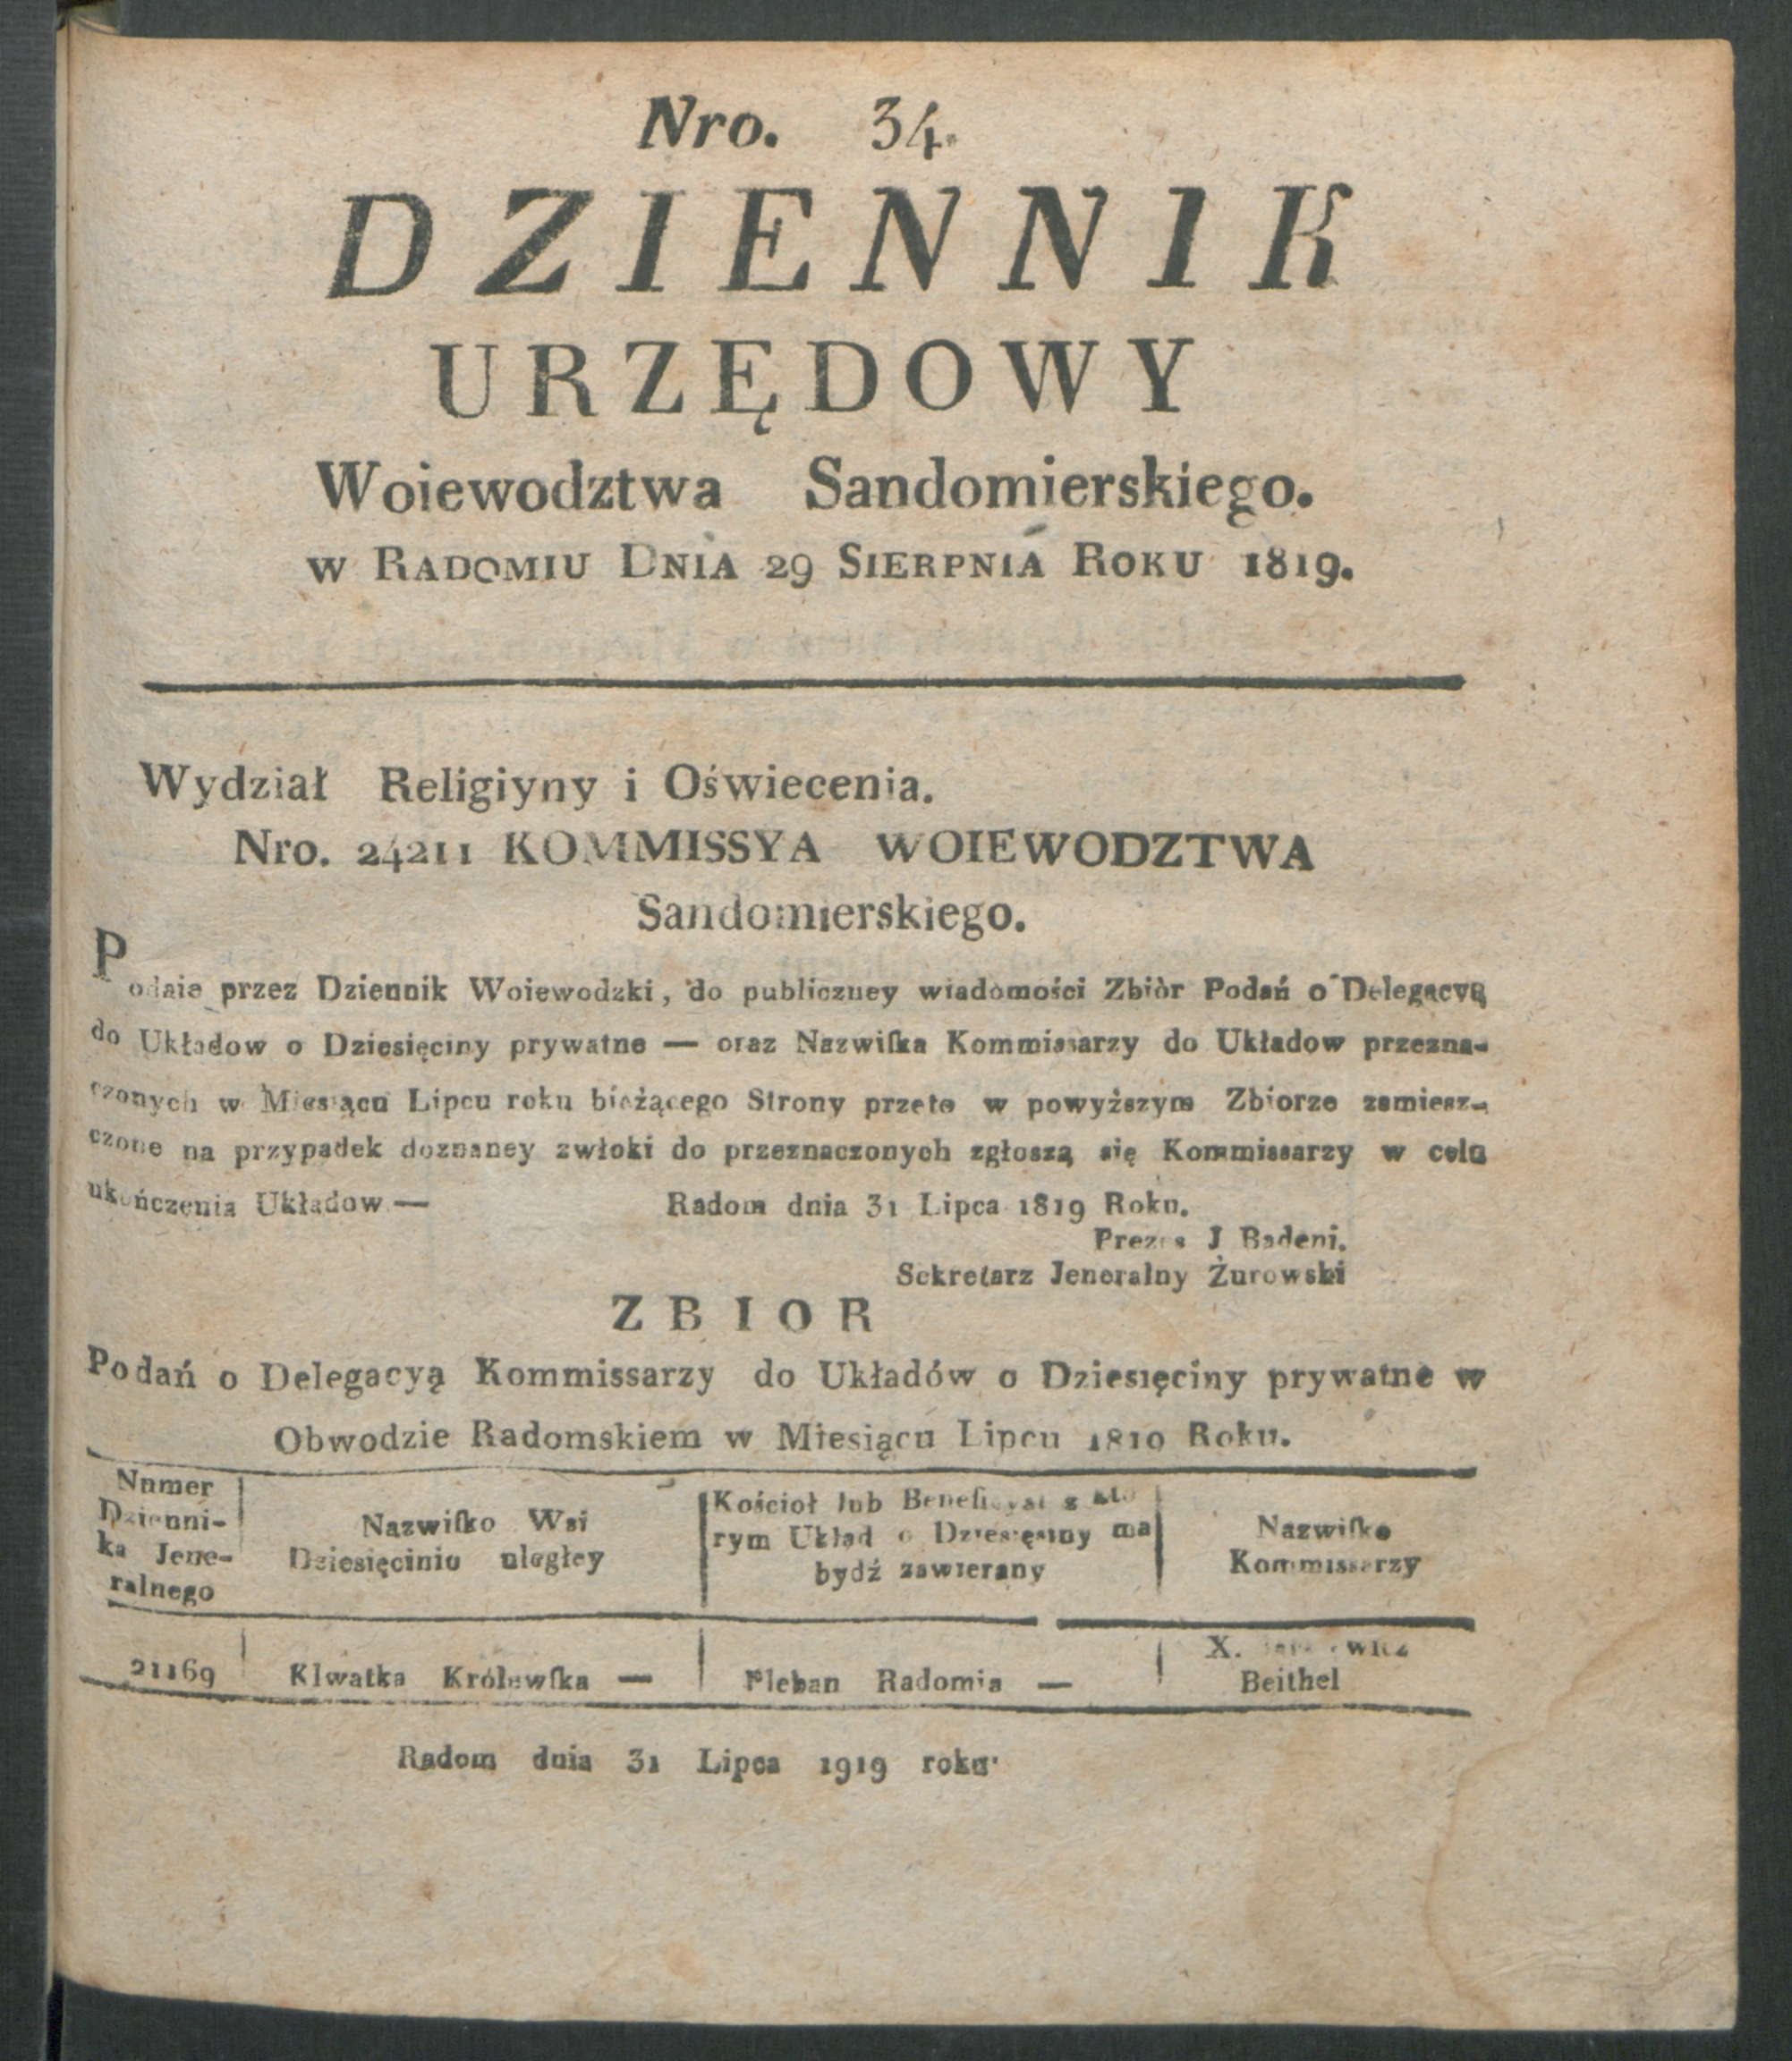 Nro. 34.
DZIENNIK
URZĘDOWY
Woiewodztwa Sandomierskiego.
w Radomiu Dnia 29 Sierpnia Roku 1819.
Wydział Religiyny i Oświecenia.
Nro. 24211 KOMMISSYA WOIEWODZTWA
Sandomierskiego.
Podaie przez Dziennik Woiewodzki, do publiczney wiadomości Zbiòr Podań o Delegacyą
do Układow o Dziesięciny prywatne — oraz Nazwiſka Kommissarzy do Układow przezna-
czonych w Miesiącu Lipcu roku bieżącego Strony przeto w powyższym Zbiorze zamiesz-
czone na przypadek doznaney zwłoki do przeznaczonych zgłoszą się Kommissarzy w celu
ukończenia Układow — Radom dnia 31 Lipca 1819 Roku.
Prezes J Badeni.
Sekretarz Jeneralny Żurowski
ZBIOR
Podań o Delegacyą Kommissarzy do Układów o Dziesięciny prywatne w
Obwodzie Radomskiem w Miesiącu Lipcu 1819 Roku.
Numer
Dzienni-
ka Jene-
ralnego
Nazwiſko Wsi
Dziesięcinie uległey
Kościoł lub Beneficyat z kto
rym Układ o Dziesięciny ma
bydź zawierany
Nazwiſko
Kommissarzy
21169 Klwatka Królewſka — Pleban Radomia — X.
Beithel
Radom dnia 31 Lipca 1919 roku